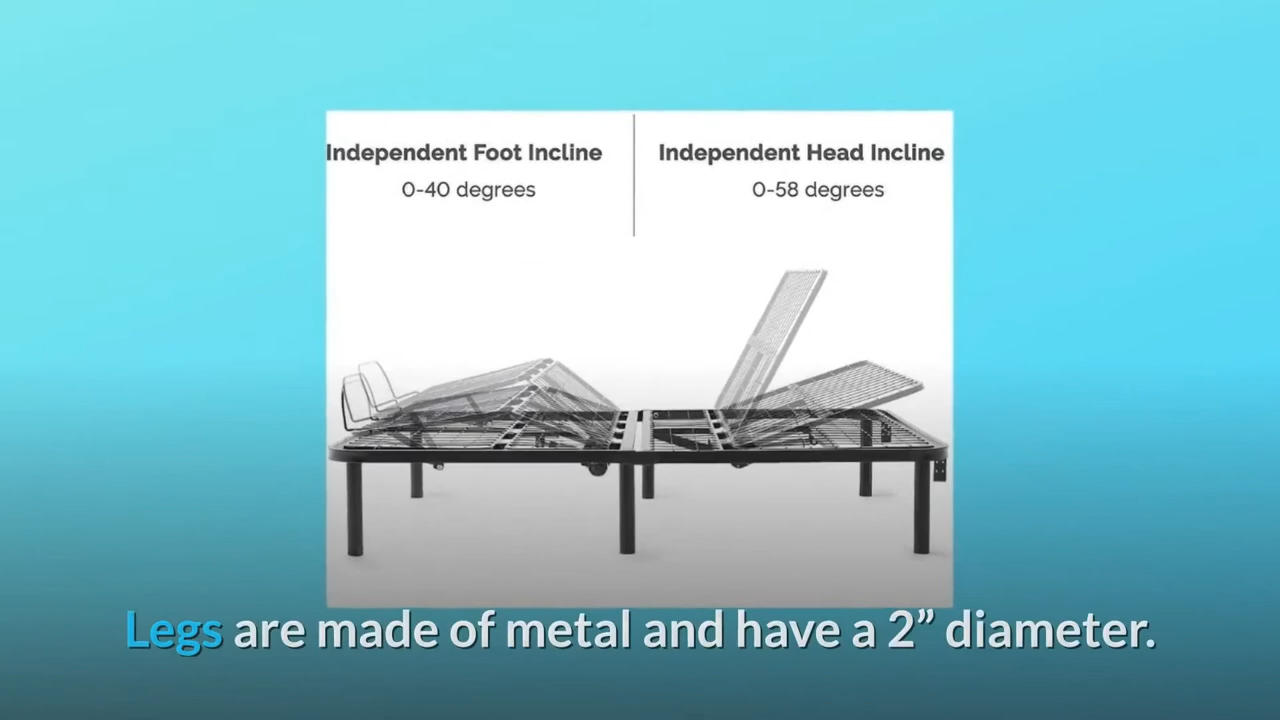 Independent Foot Incline
0-40 degrees
Independent Head Incline
0-58 degrees
Legs are made of metal and have a 2” diameter.